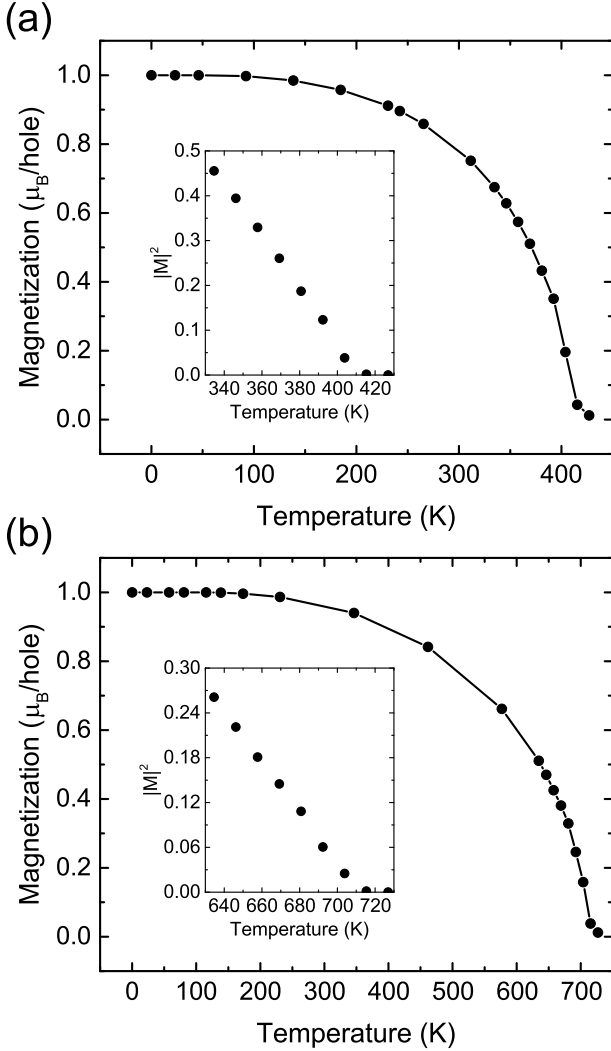 (a)
1.0
0.8
0.6
0.4
0.2
0.0
Magnetization (μB/hole)
0.5
0.4
0.3
0.2
0.1
0.0
|M|²
340 360 380 400 420
Temperature (K)
0 100 200 300 400
Temperature (K)
(b)
1.0
0.8
0.6
0.4
0.2
0.0
Magnetization (μB/hole)
0.30
0.24
0.18
0.12
0.06
0.00
|M|²
640 660 680 700 720
Temperature (K)
0 100 200 300 400 500 600 700
Temperature (K)